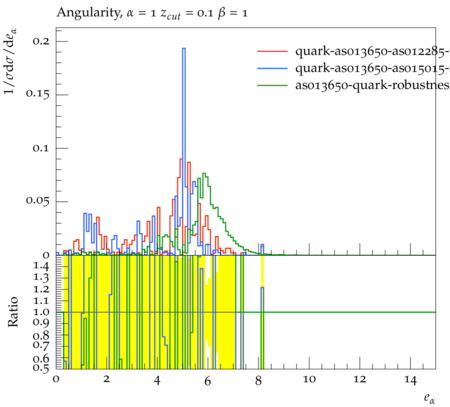 Angularity, α = 1 z_cut = 0.1 β = 1
1/σdσ/de_α
0.2
0.15
0.1
0.05
0
quark-as013650-as012285-
quark-as013650-as015015-
as013650-quark-robustnes
Ratio
1.4
1.3
1.2
1.1
1.0
0.9
0.8
0.7
0.6
0.5
0 2 4 6 8 10 12 14
e_α